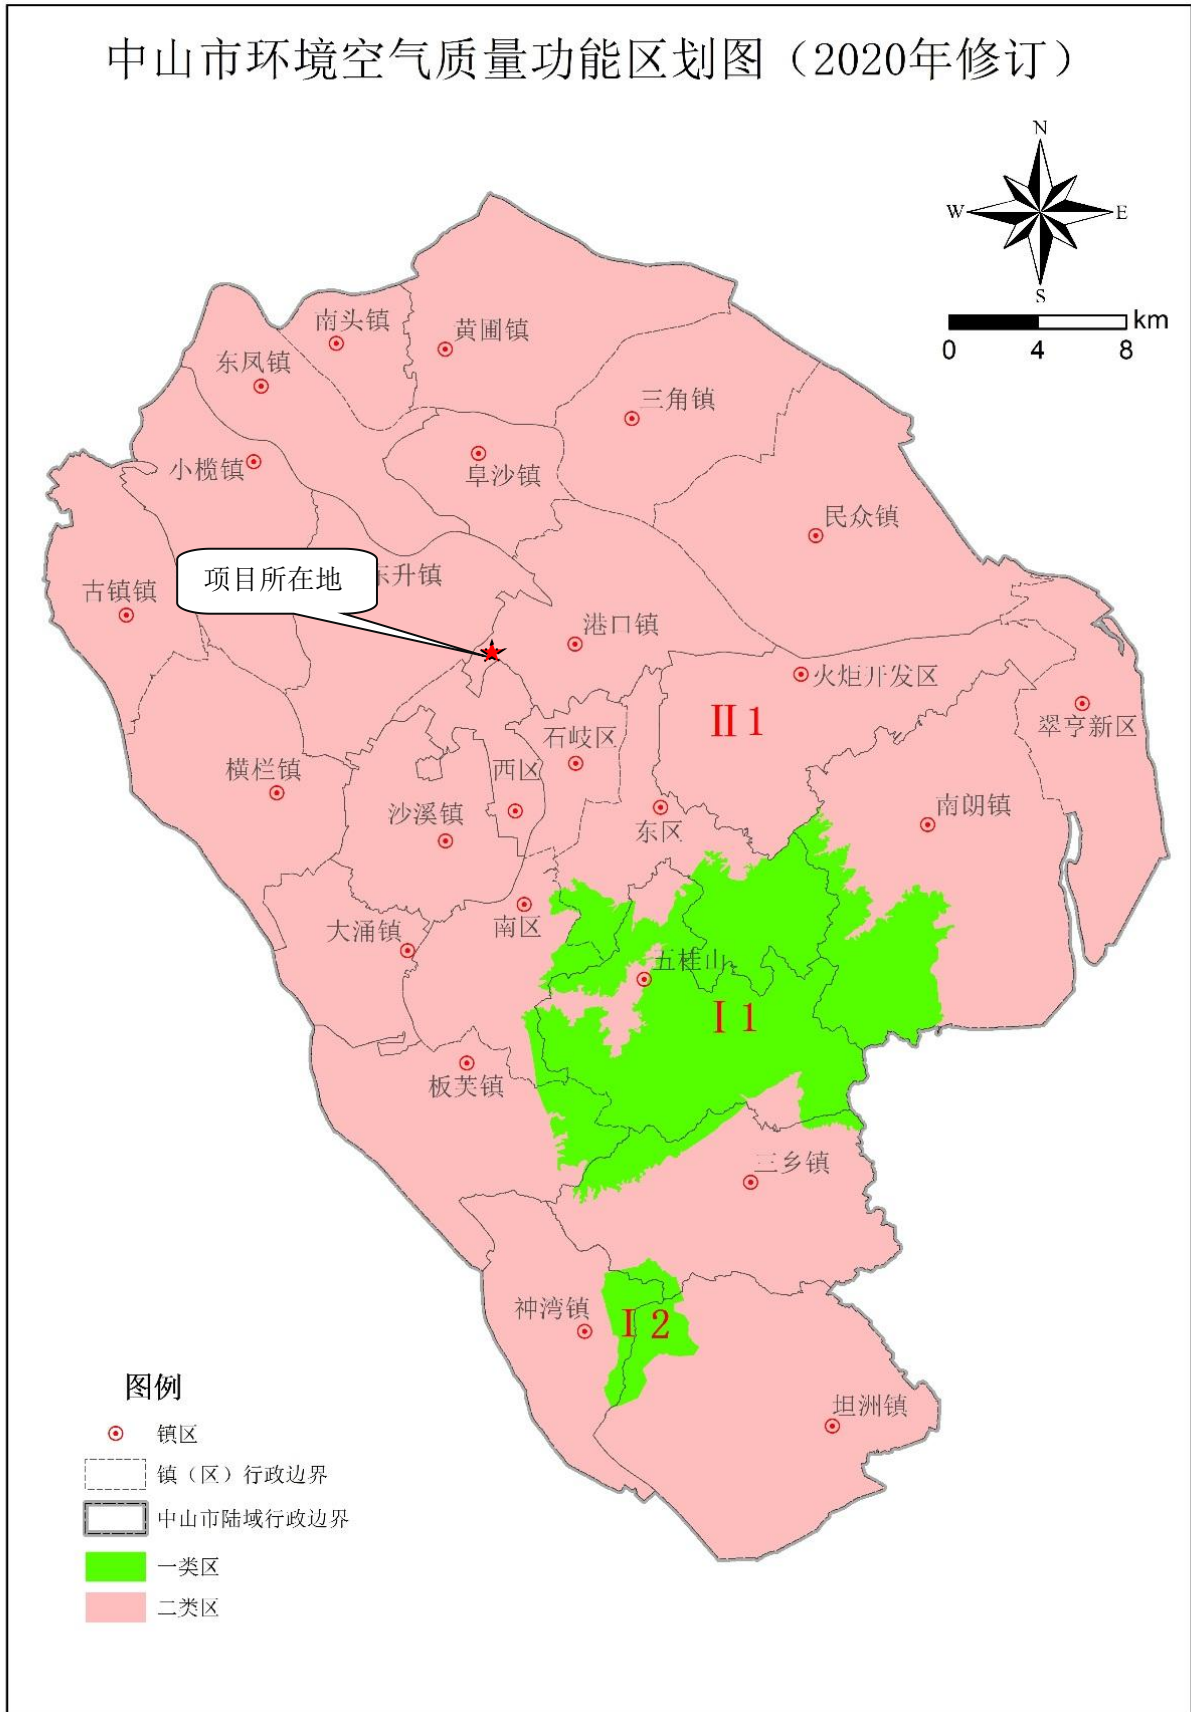 中山市环境空气质量功能区划图（2020年修订）
N
W
E
S
km
0 4 8
南头镇
黄圃镇
东凤镇
三角镇
小榄镇
阜沙镇
民众镇
项目所在地
东升镇
古镇镇
港口镇
火炬开发区
II 1
翠亨新区
石岐区
横栏镇
西区
沙溪镇
东区
南朗镇
大涌镇
南区
五桂山
I 1
板芙镇
三乡镇
神湾镇
I 2
坦洲镇
图例
镇区
镇（区）行政边界
中山市陆域行政边界
一类区
二类区